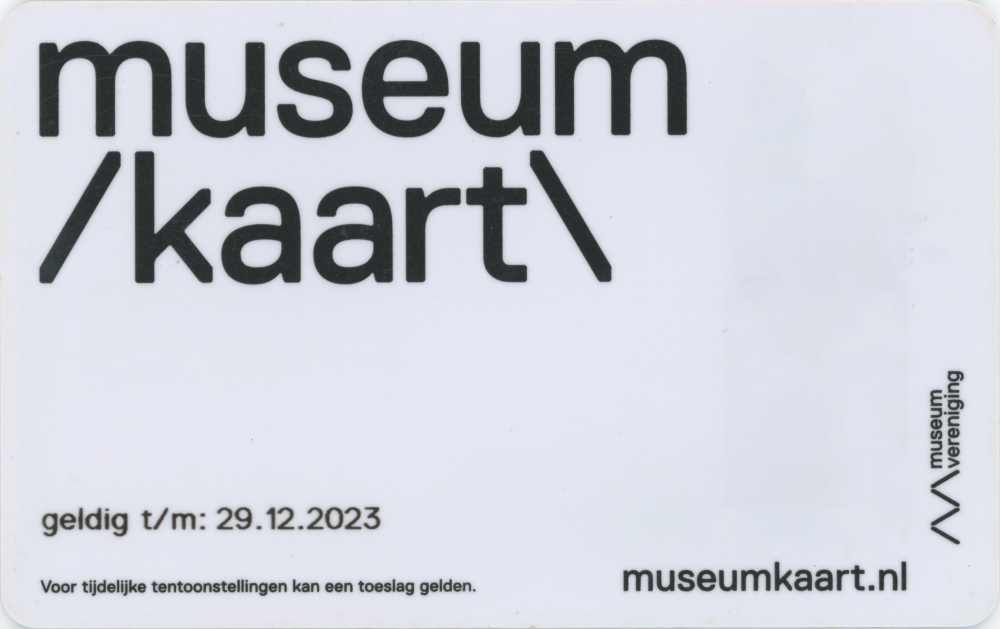 museum
/kaart\
geldig t/m: 29.12.2023
Voor tijdelijke tentoonstellingen kan een toeslag gelden.
museumkaart.nl
museum
vereniging